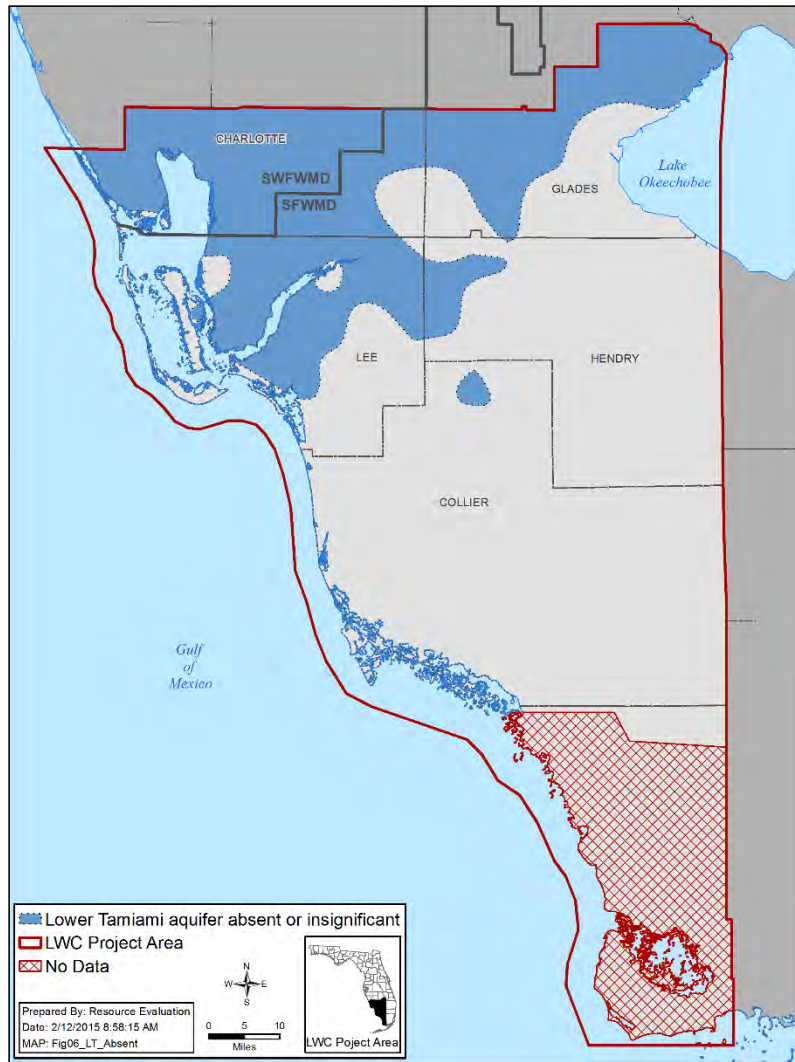 CHARLOTTE
SWFWMD
SFWMD
GLADES
Lake
Okeechobee
LEE
HENDRY
COLLIER
Gulf
of
Mexico
Lower Tamiami aquifer absent or insignificant
LWC Project Area
No Data
N
W E
S
Prepared By: Resource Evaluation
Date: 2/12/2015 8:58:15 AM
MAP: Fig06_LT_Absent
0 5 10
Miles
LWC Poject Area